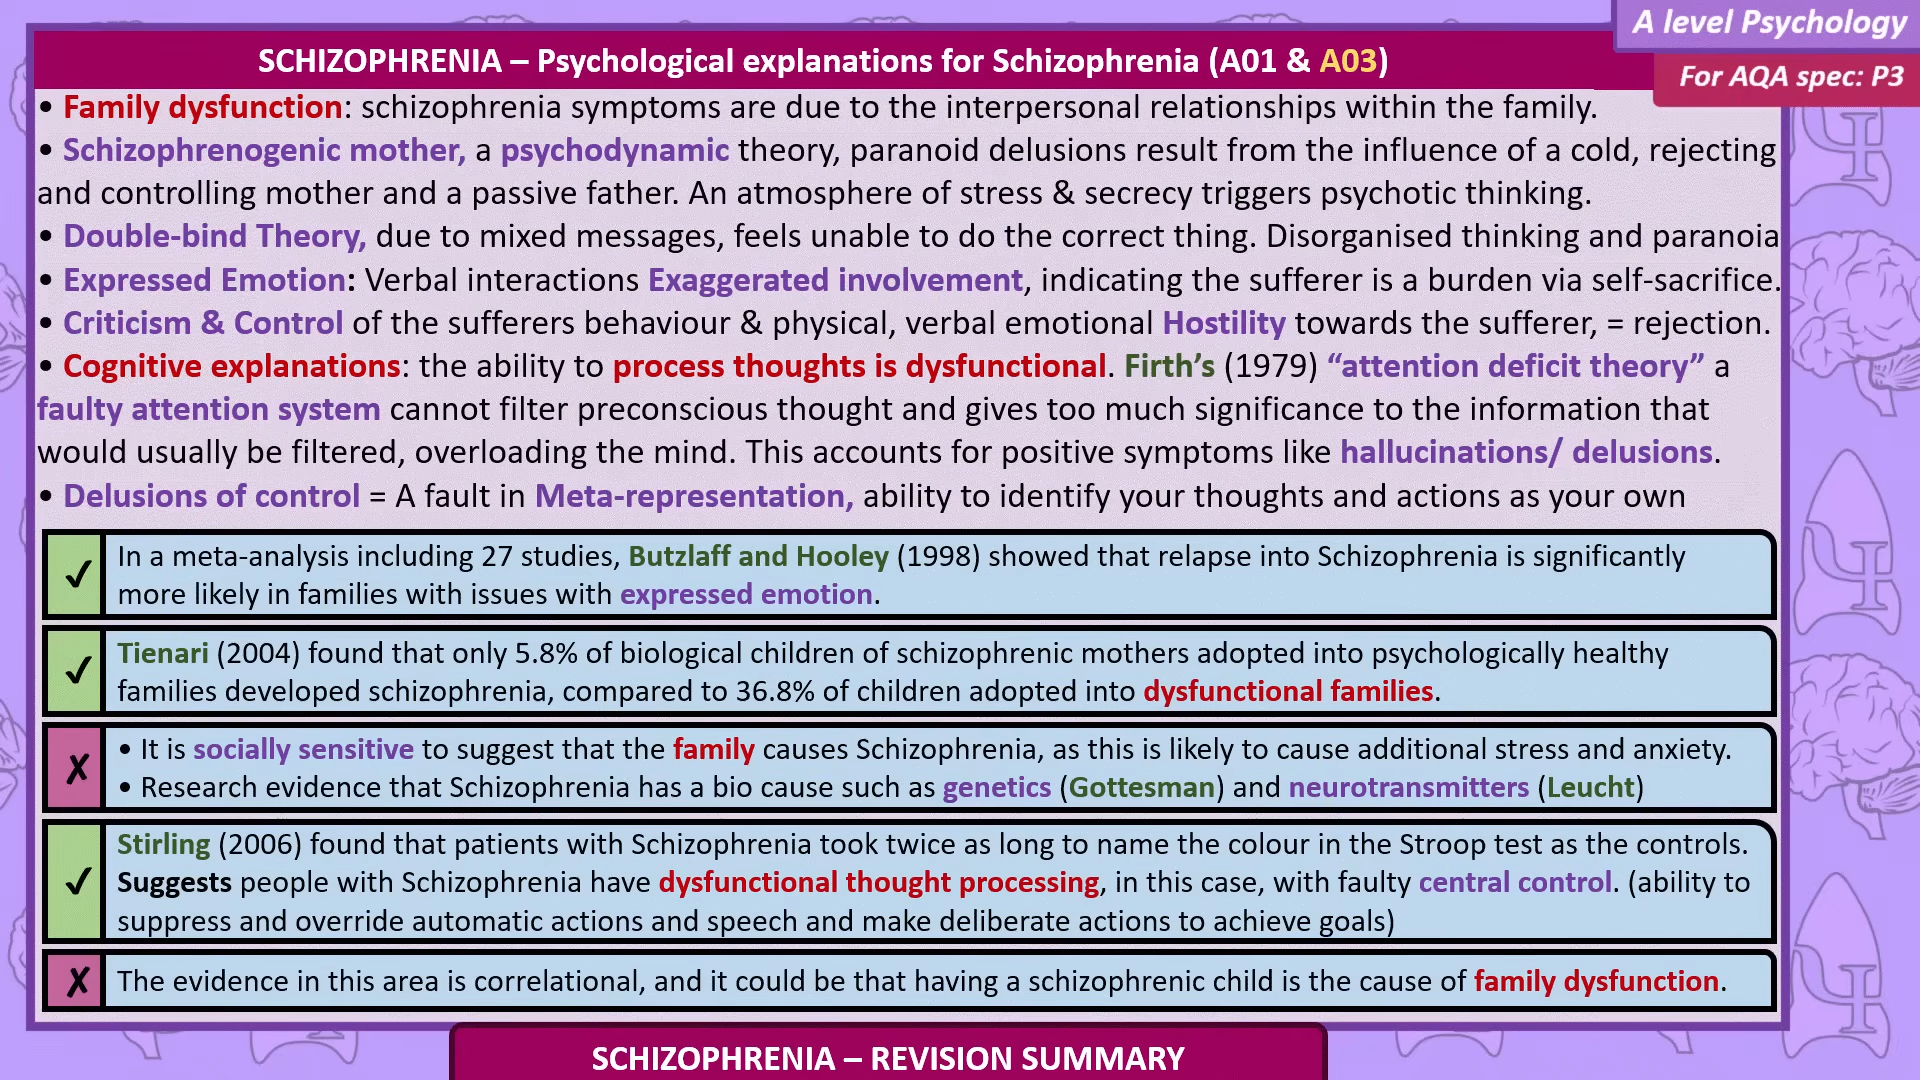 A level Psychology
SCHIZOPHRENIA – Psychological explanations for Schizophrenia (A01 & A03)
For AQA spec: P3
• Family dysfunction: schizophrenia symptoms are due to the interpersonal relationships within the family.
• Schizophrenogenic mother, a psychodynamic theory, paranoid delusions result from the influence of a cold, rejecting
and controlling mother and a passive father. An atmosphere of stress & secrecy triggers psychotic thinking.
• Double-bind Theory, due to mixed messages, feels unable to do the correct thing. Disorganised thinking and paranoia
• Expressed Emotion: Verbal interactions Exaggerated involvement, indicating the sufferer is a burden via self-sacrifice.
• Criticism & Control of the sufferers behaviour & physical, verbal emotional Hostility towards the sufferer, = rejection.
• Cognitive explanations: the ability to process thoughts is dysfunctional. Firth’s (1979) “attention deficit theory” a
faulty attention system cannot filter preconscious thought and gives too much significance to the information that
would usually be filtered, overloading the mind. This accounts for positive symptoms like hallucinations/ delusions.
• Delusions of control = A fault in Meta-representation, ability to identify your thoughts and actions as your own
✓ In a meta-analysis including 27 studies, Butzlaff and Hooley (1998) showed that relapse into Schizophrenia is significantly
more likely in families with issues with expressed emotion.
✓ Tienari (2004) found that only 5.8% of biological children of schizophrenic mothers adopted into psychologically healthy
families developed schizophrenia, compared to 36.8% of children adopted into dysfunctional families.
✗ • It is socially sensitive to suggest that the family causes Schizophrenia, as this is likely to cause additional stress and anxiety.
• Research evidence that Schizophrenia has a bio cause such as genetics (Gottesman) and neurotransmitters (Leucht)
✓ Stirling (2006) found that patients with Schizophrenia took twice as long to name the colour in the Stroop test as the controls.
Suggests people with Schizophrenia have dysfunctional thought processing, in this case, with faulty central control. (ability to
suppress and override automatic actions and speech and make deliberate actions to achieve goals)
✗ The evidence in this area is correlational, and it could be that having a schizophrenic child is the cause of family dysfunction.
SCHIZOPHRENIA – REVISION SUMMARY